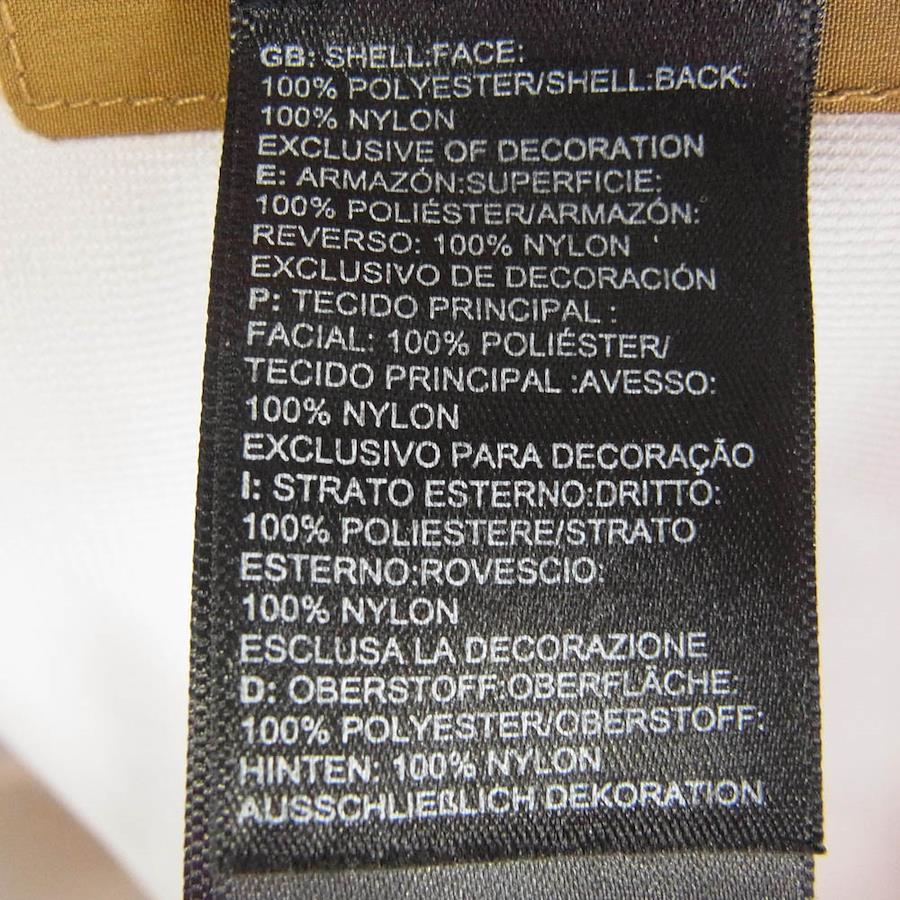 GB: SHELL:FACE:
100% POLYESTER/SHELL:BACK:
100% NYLON
EXCLUSIVE OF DECORATION
E: ARMAZÓN:SUPERFICIE:
100% POLIÉSTER/ARMAZÓN:
REVERSO: 100% NYLON
EXCLUSIVO DE DECORACIÓN
P: TECIDO PRINCIPAL :
FACIAL: 100% POLIÉSTER/
TECIDO PRINCIPAL :AVESSO:
100% NYLON
EXCLUSIVO PARA DECORAÇÃO
I: STRATO ESTERNO:DRITTO:
100% POLIESTERE/STRATO
ESTERNO:ROVESCIO:
100% NYLON
ESCLUSA LA DECORAZIONE
D: OBERSTOFF:OBERFLÄCHE:
100% POLYESTER/OBERSTOFF:
HINTEN: 100% NYLON
AUSSCHLIEßLICH DEKORATION